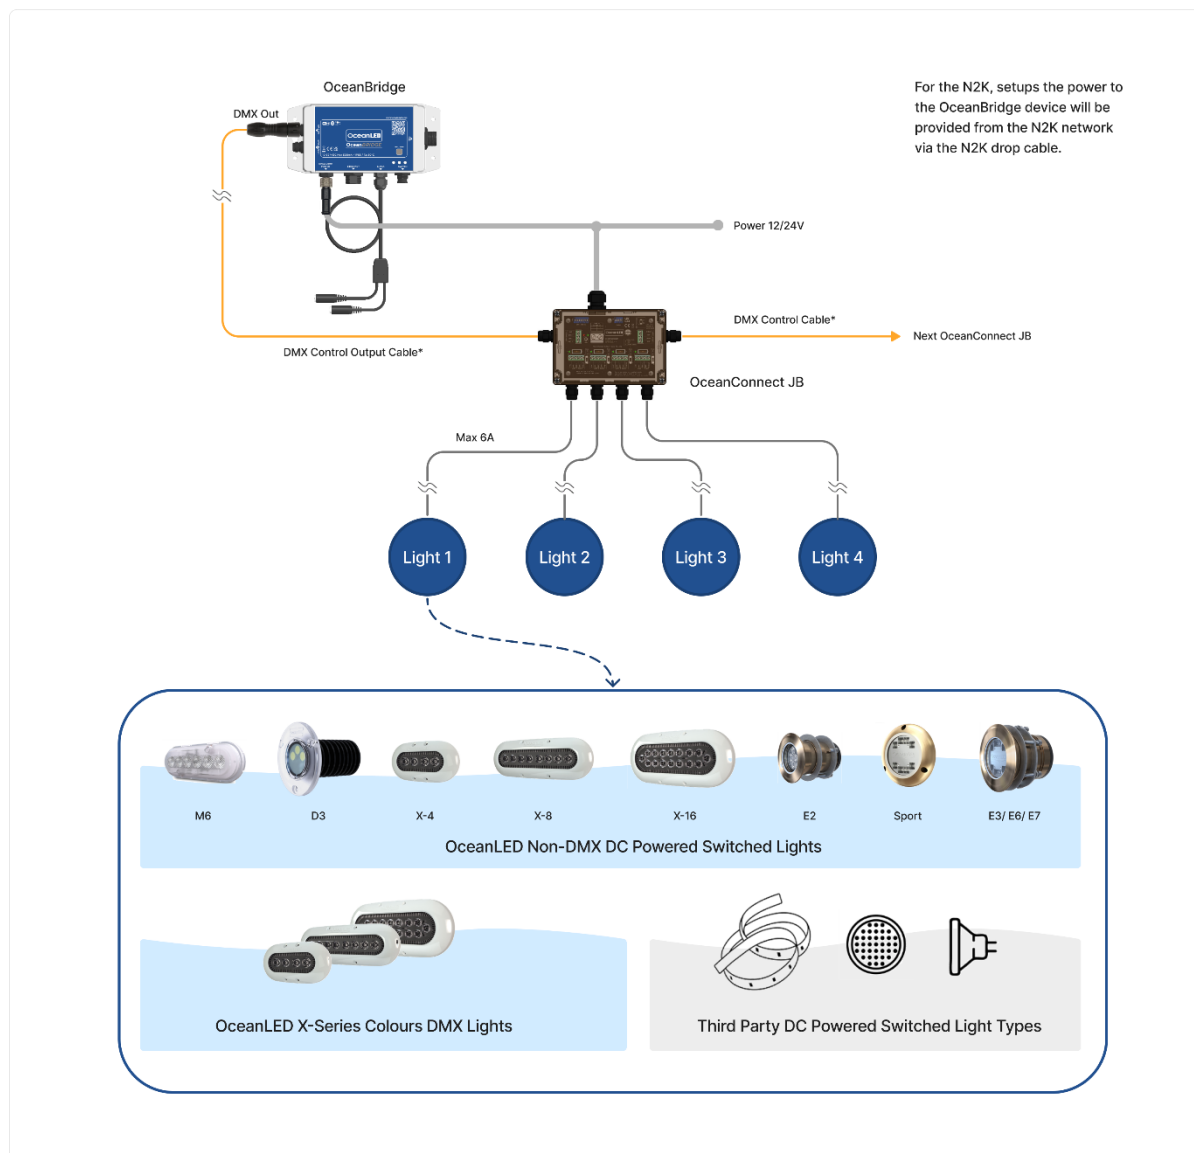 OceanBridge
For the N2K, setups the power to
the OceanBridge device will be
provided from the N2K network
via the N2K drop cable.
DMX Out
OceanLED
Power 12/24V
DMX Control Cable*
Next OceanConnect JB
DMX Control Output Cable*
OceanConnect JB
Max 6A
Light 1
Light 2
Light 3
Light 4
M6
D3
X-4
X-8
X-16
E2
Sport
E3/ E6/ E7
OceanLED Non-DMX DC Powered Switched Lights
OceanLED X-Series Colours DMX Lights
Third Party DC Powered Switched Light Types